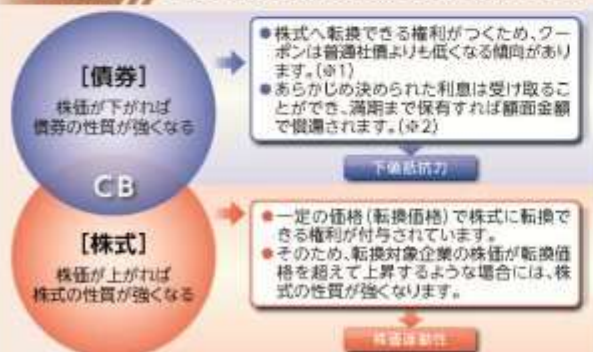 [債券]
株価が下がれば
債券の性質が強くなる
●株式へ転換できる権利がつくため、クー
ポンは普通社債よりも低くなる傾向があり
ます。(※1)
●あらかじめ決められた利息は受け取るこ
とができ、満期まで保有すれば額面金額
で償還されます。(※2)
下値抵抗力
CB
[株式]
株価が上がれば
株式の性質が強くなる
●一定の価格(転換価格)で株式に転換で
きる権利が付与されています。
●そのため、転換対象企業の株価が転換価
格を超えて上昇するような場合には、株
式の性質が強くなります。
株価連動性